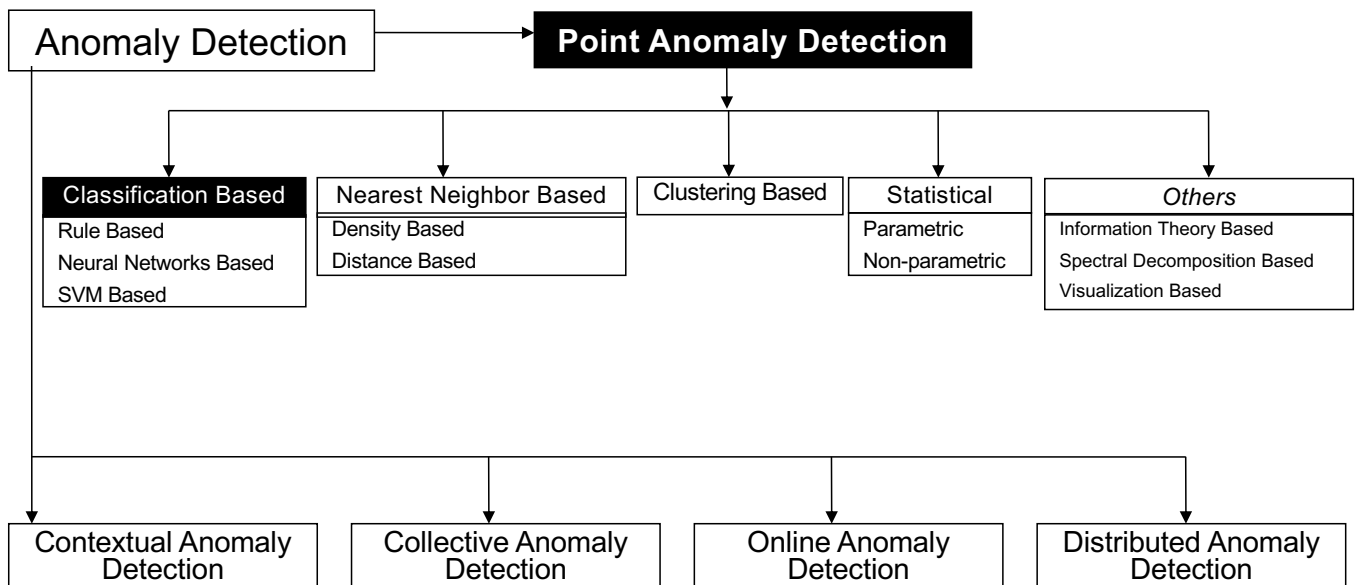 Anomaly Detection
Point Anomaly Detection
Classification Based
Rule Based
Neural Networks Based
SVM Based
Nearest Neighbor Based
Density Based
Distance Based
Clustering Based
Statistical
Parametric
Non-parametric
Others
Information Theory Based
Spectral Decomposition Based
Visualization Based
Contextual Anomaly
Detection
Collective Anomaly
Detection
Online Anomaly
Detection
Distributed Anomaly
Detection